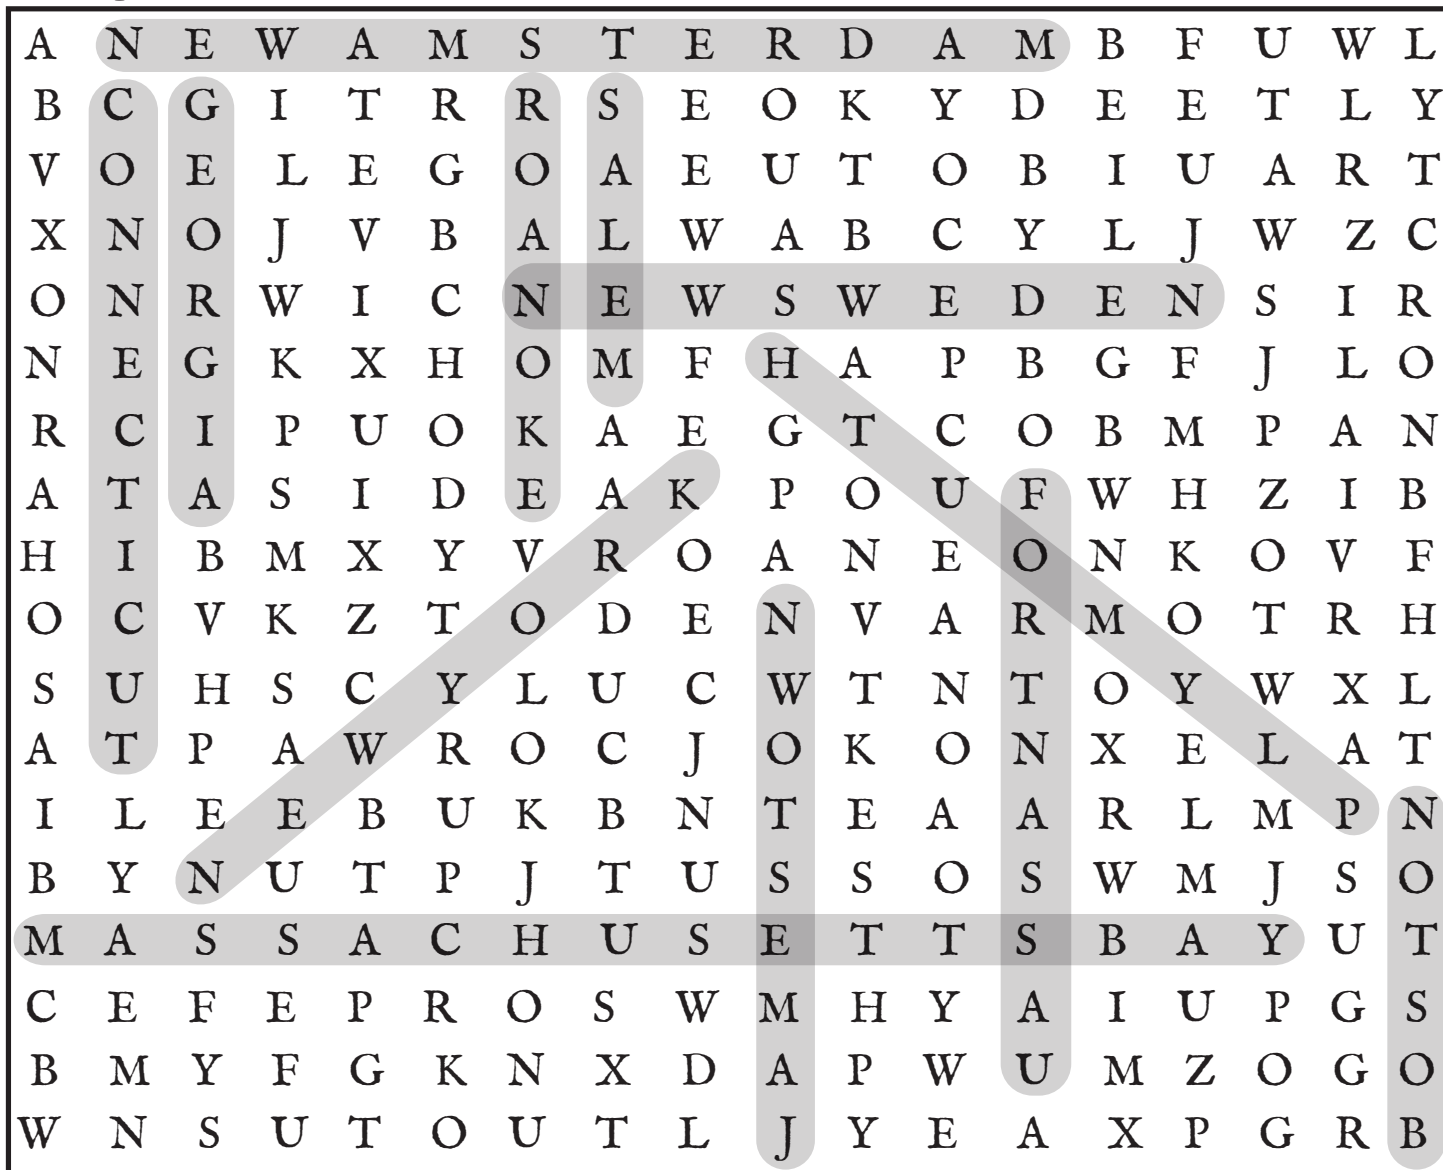 A N E W A M S T E R D A M B F U W L
B C G I T R R S E O K Y D E E T L Y
V O E L E G O A E U T O B I U A R T
X N O J V B A L W A B C Y L J W Z C
O N R W I C N E W S W E D E N S I R
N E G K X H O M F H A P B G F J L O
R C I P U O K A E G T C O B M P A N
A T A S I D E A K P O U F W H Z I B
H I B M X Y V R O A N E O N K O V F
O C V K Z T O D E N V A R M O T R H
S U H S C Y L U C W T N T O Y W X L
A T P A W R O C J O K O N X E L A T
I L E E B U K B N T E A A R L M P N
B Y N U T P J T U S S O S W M J S O
M A S S A C H U S E T T S B A Y U T
C E F E P R O S W M H Y A I U P G S
B M Y F G K N X D A P W U M Z O G O
W N S U T O U T L J Y E A X P G R B